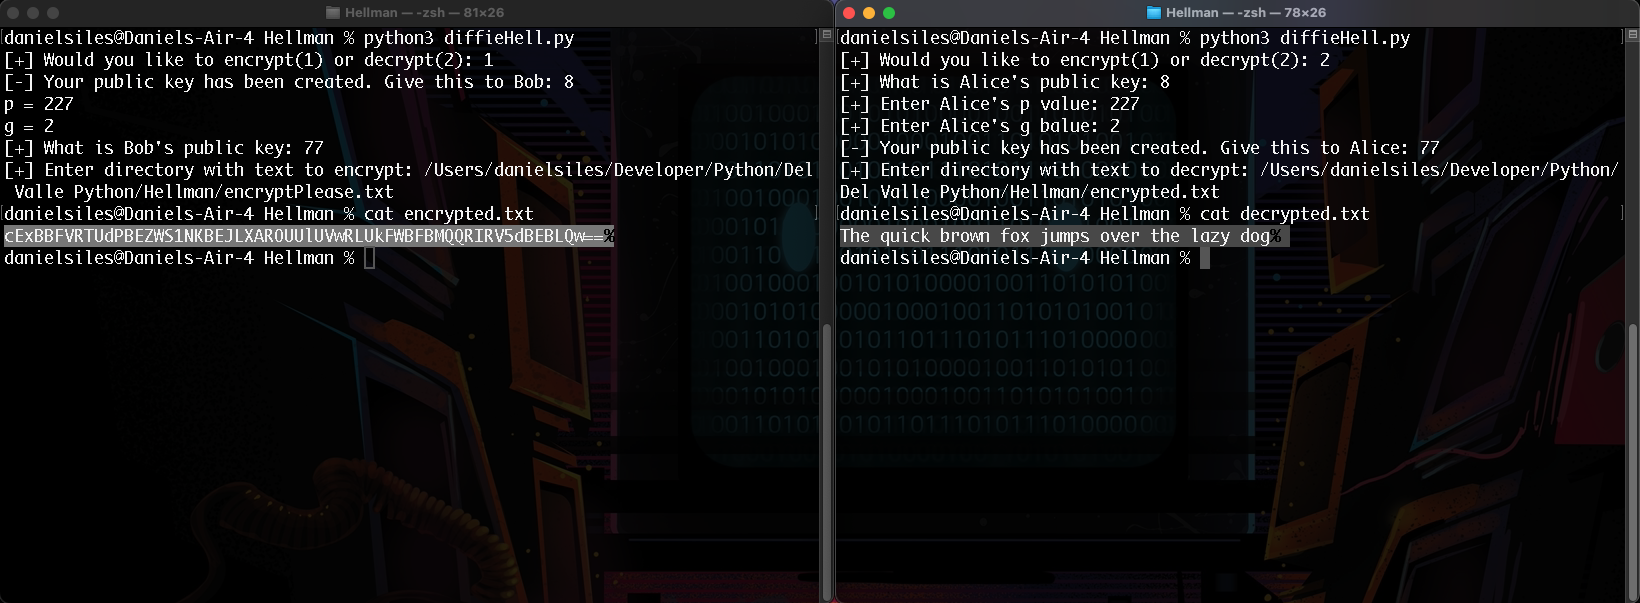 Hellman — -zsh — 81×26
danielsiles@Daniels-Air-4 Hellman % python3 diffieHell.py
[+] Would you like to encrypt(1) or decrypt(2): 1
[-] Your public key has been created. Give this to Bob: 8
p = 227
g = 2
[+] What is Bob's public key: 77
[+] Enter directory with text to encrypt: /Users/danielsiles/Developer/Python/Del
 Valle Python/Hellman/encryptPlease.txt
danielsiles@Daniels-Air-4 Hellman % cat encrypted.txt
cExBBFVRTUdPBEZWS1NKBEJLXAROUUlUVwRLUkFWBFBMQQRIRV5dBEBLQw==%
danielsiles@Daniels-Air-4 Hellman %
Hellman — -zsh — 78×26
danielsiles@Daniels-Air-4 Hellman % python3 diffieHell.py
[+] Would you like to encrypt(1) or decrypt(2): 2
[+] What is Alice's public key: 8
[+] Enter Alice's p value: 227
[+] Enter Alice's g balue: 2
[-] Your public key has been created. Give this to Alice: 77
[+] Enter directory with text to decrypt: /Users/danielsiles/Developer/Python/
Del Valle Python/Hellman/encrypted.txt
danielsiles@Daniels-Air-4 Hellman % cat decrypted.txt
The quick brown fox jumps over the lazy dog%
danielsiles@Daniels-Air-4 Hellman %